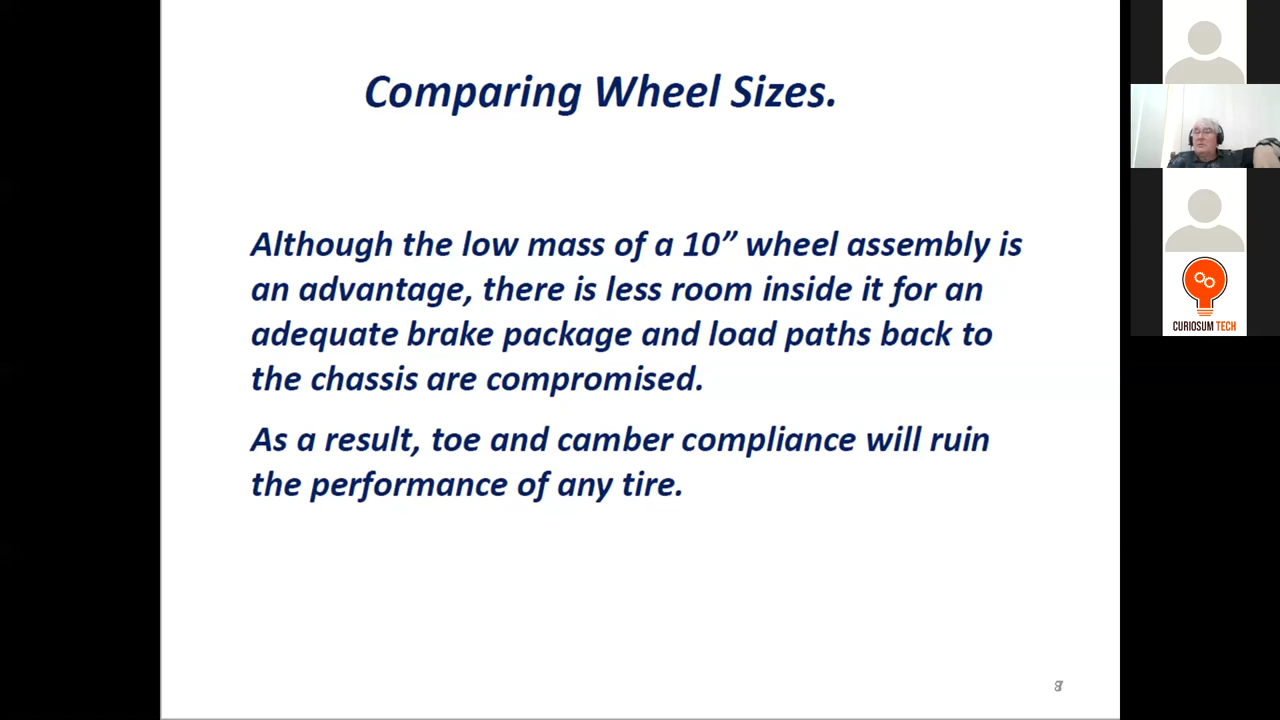 Comparing Wheel Sizes.
Although the low mass of a 10” wheel assembly is
an advantage, there is less room inside it for an
adequate brake package and load paths back to
the chassis are compromised.
As a result, toe and camber compliance will ruin
the performance of any tire.
CURIOSUM TECH